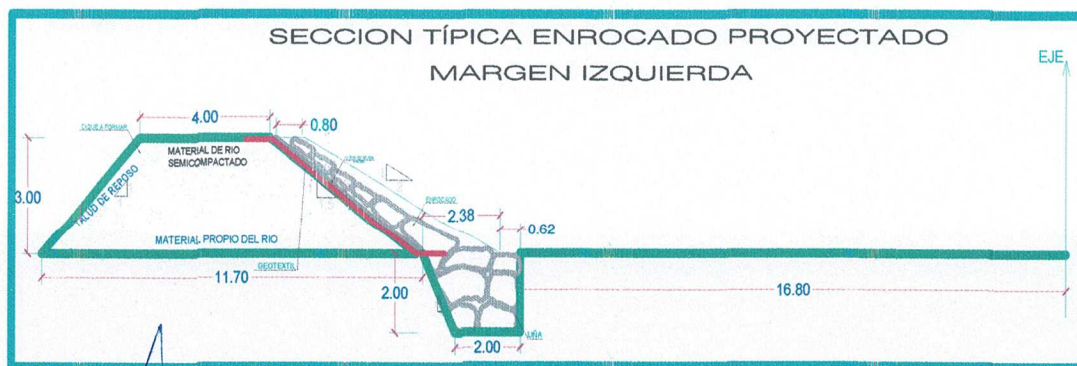 SECCION TÍPICA ENROCADO PROYECTADO
MARGEN IZQUIERDA
EJE
4.00
0.80
DIQUE A FORMAR
MATERIAL DE RIO
SEMICOMPACTADO
3.00
TALUD DE REPOSO
ENROCADO
2.38
0.62
MATERIAL PROPIO DEL RIO
GEOTEXTIL
11.70
2.00
16.80
UÑA
2.00